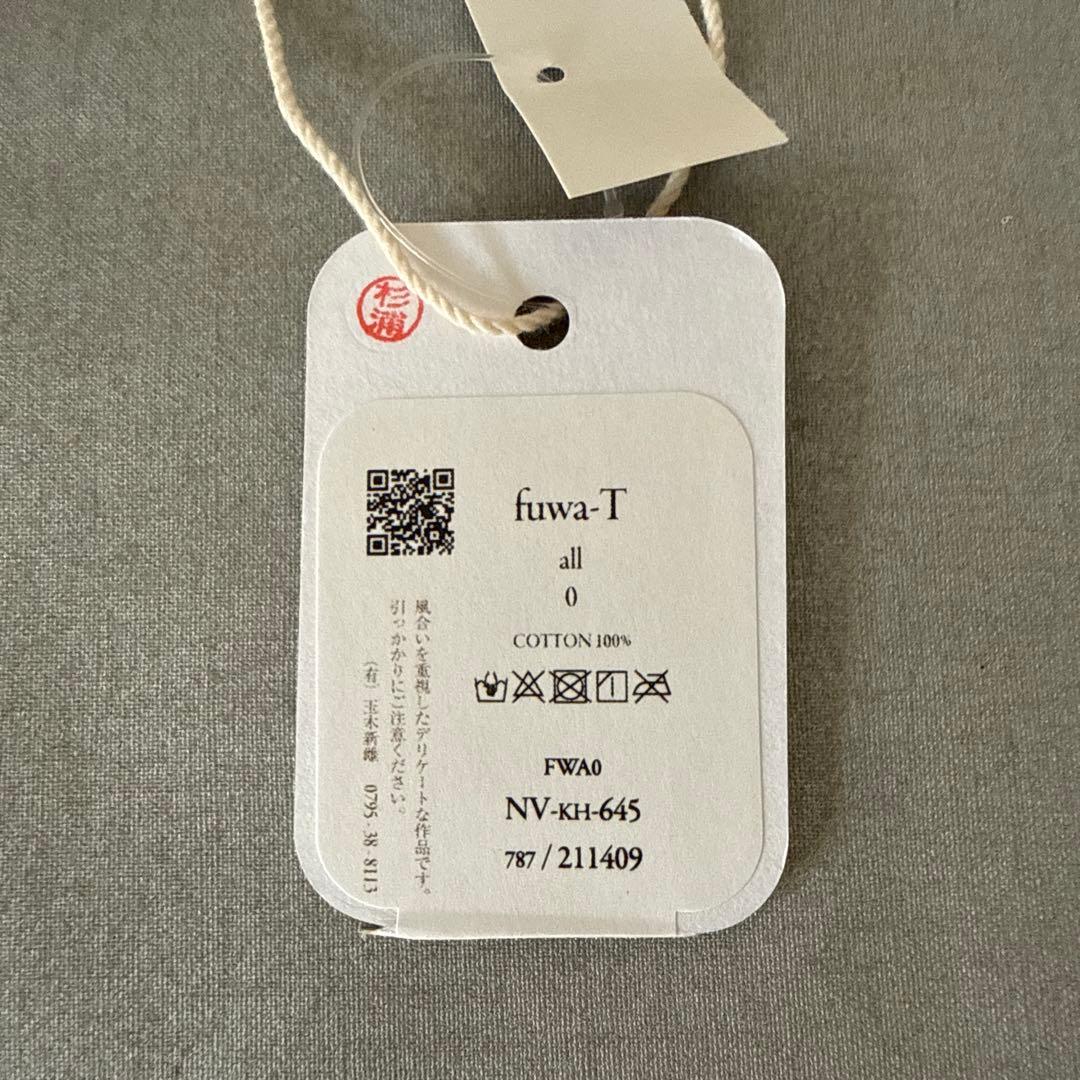 杉浦
fuwa-T
all
0
COTTON 100%
FWA0
NV-KH-645
787 / 211409
風合いを重視したデリケートな作品です。
引っかかりにご注意ください。
(有) 玉木新雌 0795-38-8113